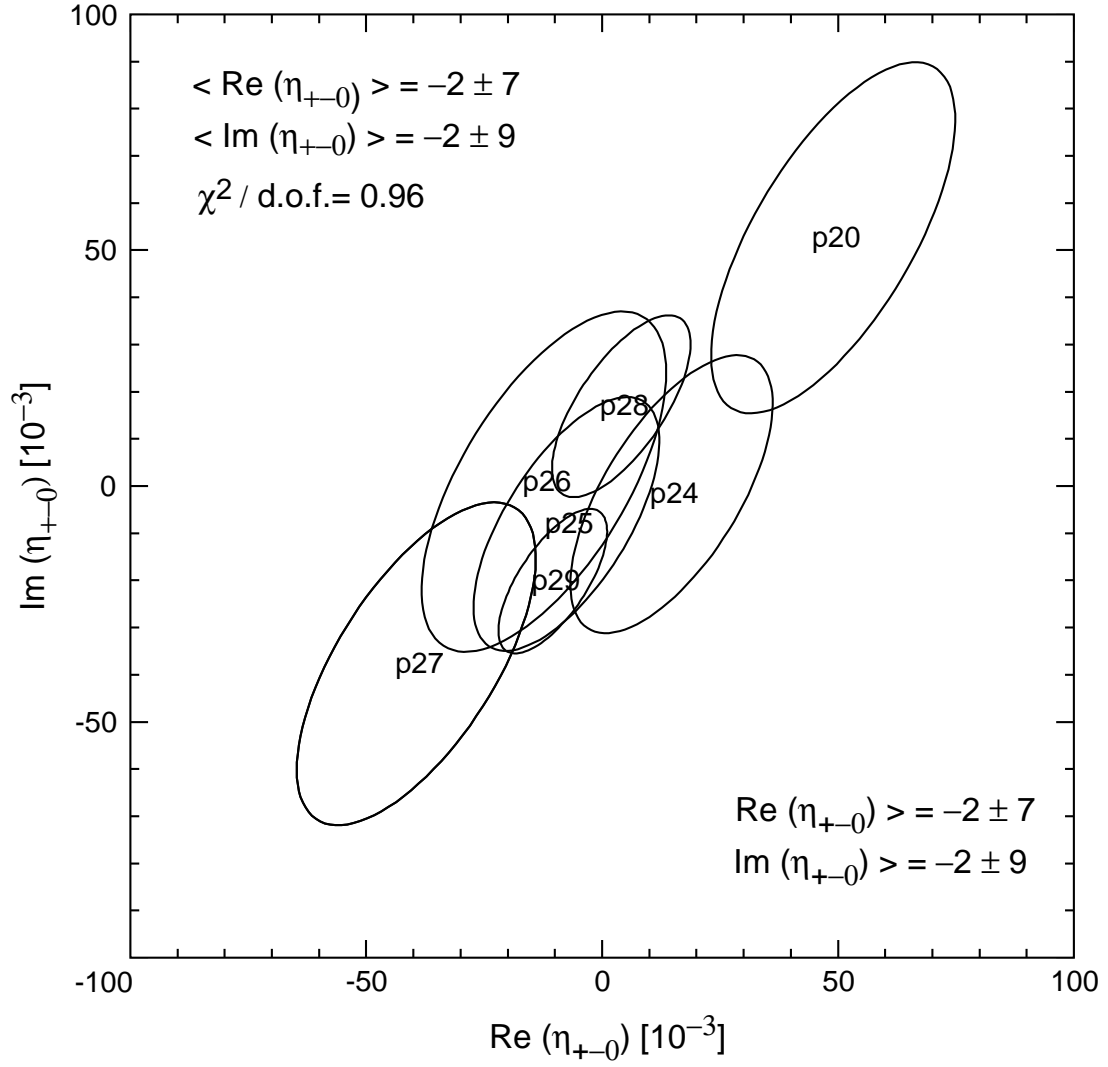 100
< Re (η+−0) > = −2 ± 7
< Im (η+−0) > = −2 ± 9
χ2 / d.o.f.= 0.96
p20
50
p28
p26
p24
0
p25
p29
p27
-50
Re (η+−0) > = −2 ± 7
Im (η+−0) > = −2 ± 9
-100
-50
0
50
100
Im (η+−0) [10−3]
Re (η+−0) [10−3]